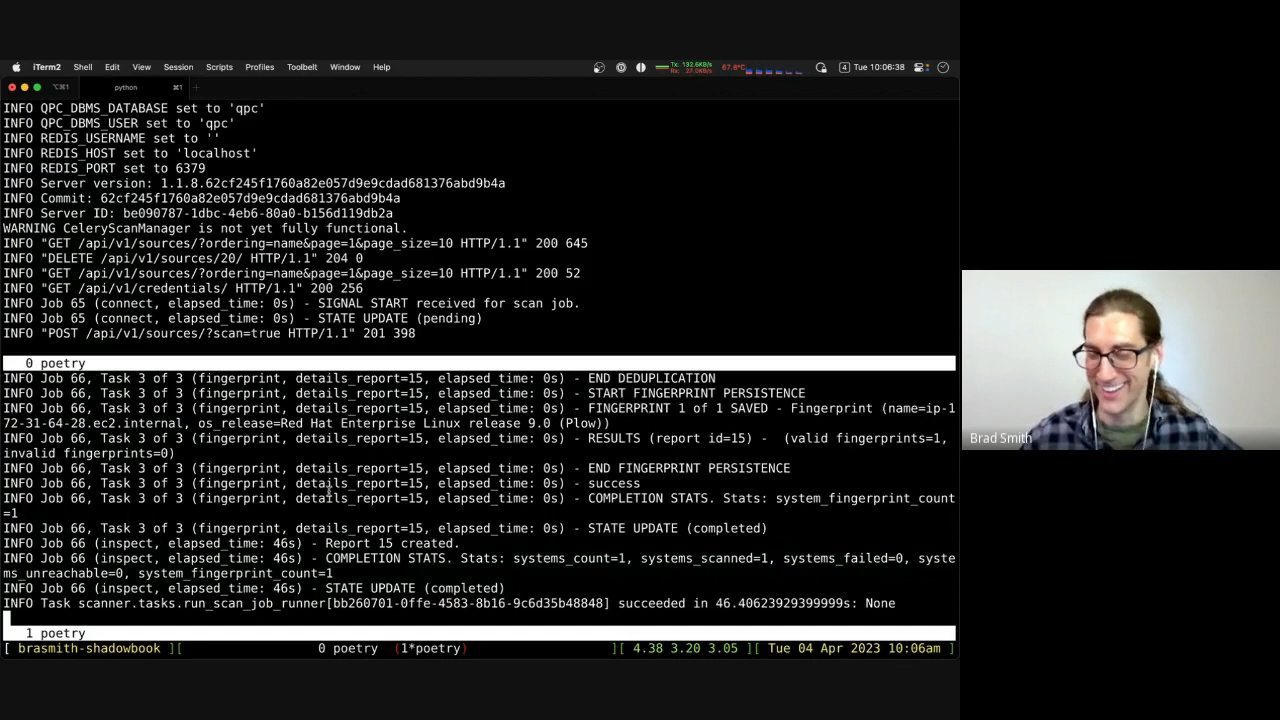 iTerm2 Shell Edit View Session Scripts Profiles Toolbelt Window Help Tx: 132.6KB/s Rx: 27.0KB/s 67.8°C 4 Tue 10:06:38
⌥⌘1 python ⌘1 +
INFO QPC_DBMS_DATABASE set to 'qpc'
INFO QPC_DBMS_USER set to 'qpc'
INFO REDIS_USERNAME set to ''
INFO REDIS_HOST set to 'localhost'
INFO REDIS_PORT set to 6379
INFO Server version: 1.1.8.62cf245f1760a82e057d9e9cdad681376abd9b4a
INFO Commit: 62cf245f1760a82e057d9e9cdad681376abd9b4a
INFO Server ID: be090787-1dbc-4eb6-80a0-b156d119db2a
WARNING CeleryScanManager is not yet fully functional.
INFO "GET /api/v1/sources/?ordering=name&page=1&page_size=10 HTTP/1.1" 200 645
INFO "DELETE /api/v1/sources/20/ HTTP/1.1" 204 0
INFO "GET /api/v1/sources/?ordering=name&page=1&page_size=10 HTTP/1.1" 200 52
INFO "GET /api/v1/credentials/ HTTP/1.1" 200 256
INFO Job 65 (connect, elapsed_time: 0s) - SIGNAL START received for scan job.
INFO Job 65 (connect, elapsed_time: 0s) - STATE UPDATE (pending)
INFO "POST /api/v1/sources/?scan=true HTTP/1.1" 201 398
0 poetry
INFO Job 66, Task 3 of 3 (fingerprint, details_report=15, elapsed_time: 0s) - END DEDUPLICATION
INFO Job 66, Task 3 of 3 (fingerprint, details_report=15, elapsed_time: 0s) - START FINGERPRINT PERSISTENCE
INFO Job 66, Task 3 of 3 (fingerprint, details_report=15, elapsed_time: 0s) - FINGERPRINT 1 of 1 SAVED - Fingerprint (name=ip-1
72-31-64-28.ec2.internal, os_release=Red Hat Enterprise Linux release 9.0 (Plow))
INFO Job 66, Task 3 of 3 (fingerprint, details_report=15, elapsed_time: 0s) - RESULTS (report id=15) -  (valid fingerprints=1,
invalid fingerprints=0)
INFO Job 66, Task 3 of 3 (fingerprint, details_report=15, elapsed_time: 0s) - END FINGERPRINT PERSISTENCE
INFO Job 66, Task 3 of 3 (fingerprint, details_report=15, elapsed_time: 0s) - success
INFO Job 66, Task 3 of 3 (fingerprint, details_report=15, elapsed_time: 0s) - COMPLETION STATS. Stats: system_fingerprint_count
=1
INFO Job 66, Task 3 of 3 (fingerprint, details_report=15, elapsed_time: 0s) - STATE UPDATE (completed)
INFO Job 66 (inspect, elapsed_time: 46s) - Report 15 created.
INFO Job 66 (inspect, elapsed_time: 46s) - COMPLETION STATS. Stats: systems_count=1, systems_scanned=1, systems_failed=0, syste
ms_unreachable=0, system_fingerprint_count=1
INFO Job 66 (inspect, elapsed_time: 46s) - STATE UPDATE (completed)
INFO Task scanner.tasks.run_scan_job_runner[bb260701-0ffe-4583-8b16-9c6d35b48848] succeeded in 46.40623929399999s: None
1 poetry
[ brasmith-shadowbook ][ 0 poetry (1*poetry) ][ 4.38 3.20 3.05 ][ Tue 04 Apr 2023 10:06am ]
Brad Smith